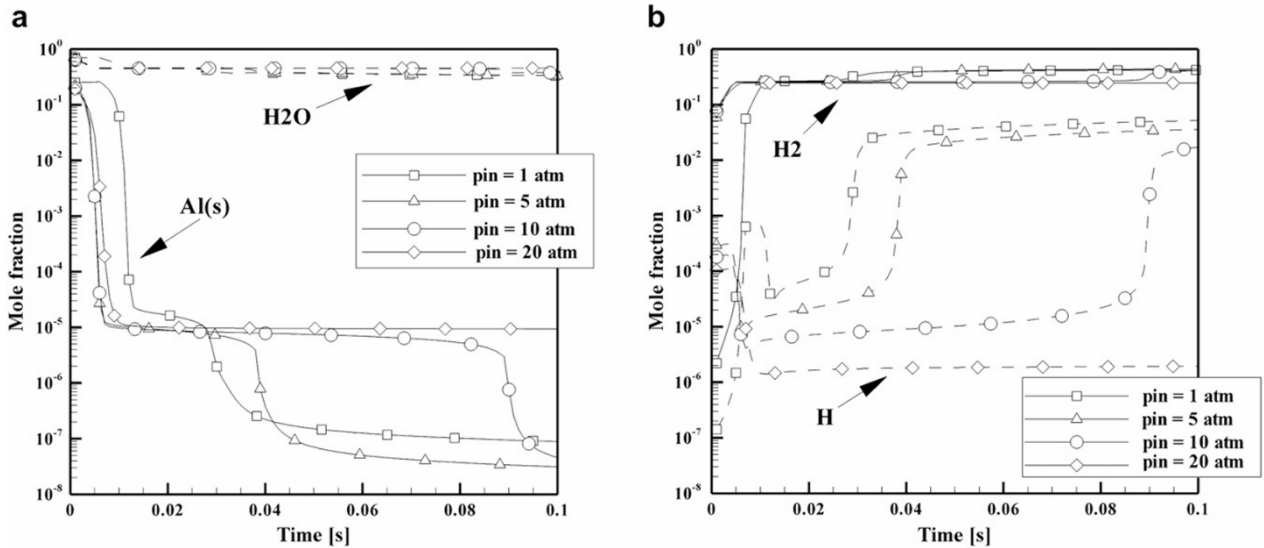 a
Mole fraction
10^0
10^-1
10^-2
10^-3
10^-4
10^-5
10^-6
10^-7
10^-8
H2O
Al(s)
pin = 1 atm
pin = 5 atm
pin = 10 atm
pin = 20 atm
0
0.02
0.04
0.06
0.08
0.1
Time [s]
b
Mole fraction
10^0
10^-1
10^-2
10^-3
10^-4
10^-5
10^-6
10^-7
10^-8
H2
H
pin = 1 atm
pin = 5 atm
pin = 10 atm
pin = 20 atm
0
0.02
0.04
0.06
0.08
0.1
Time [s]